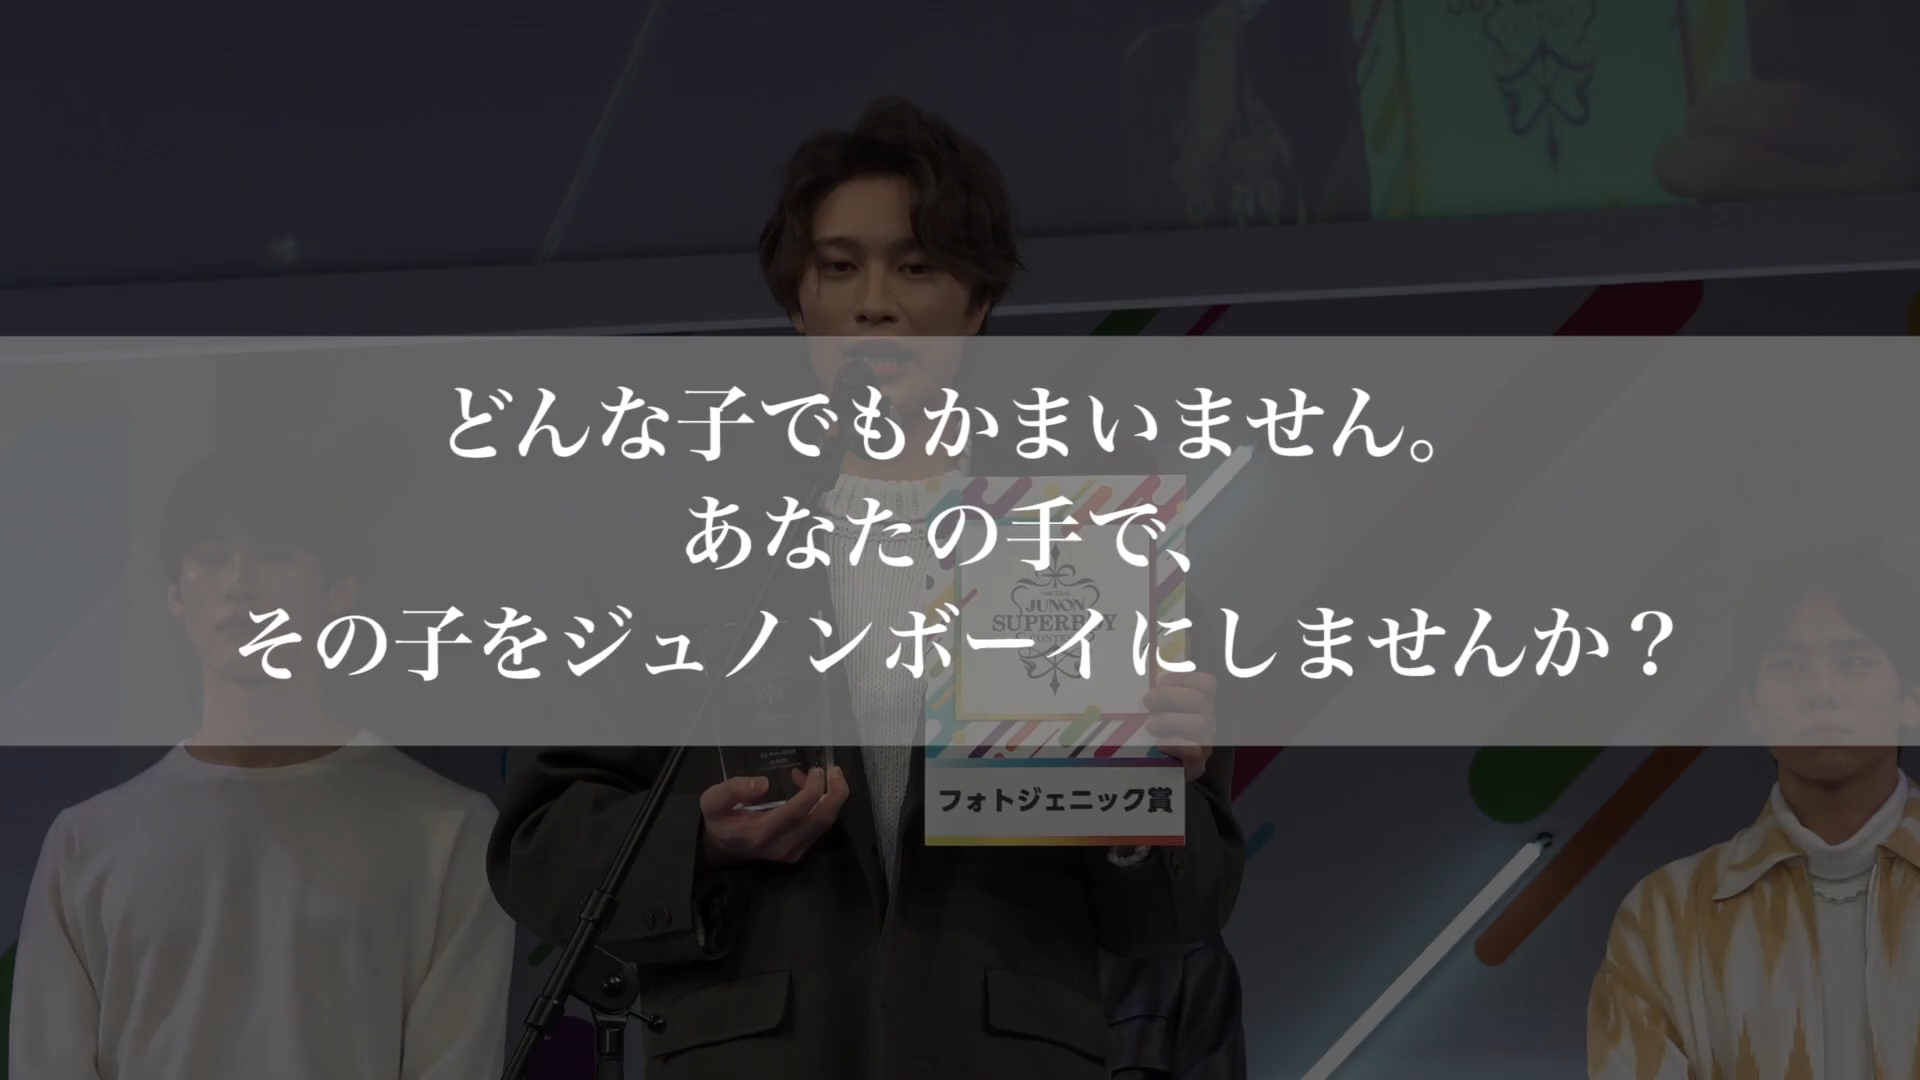 どんな子でもかまいません。
あなたの手で、
その子をジュノンボーイにしませんか？
JUNON
SUPERBOY
CONTEST
フォトジェニック賞